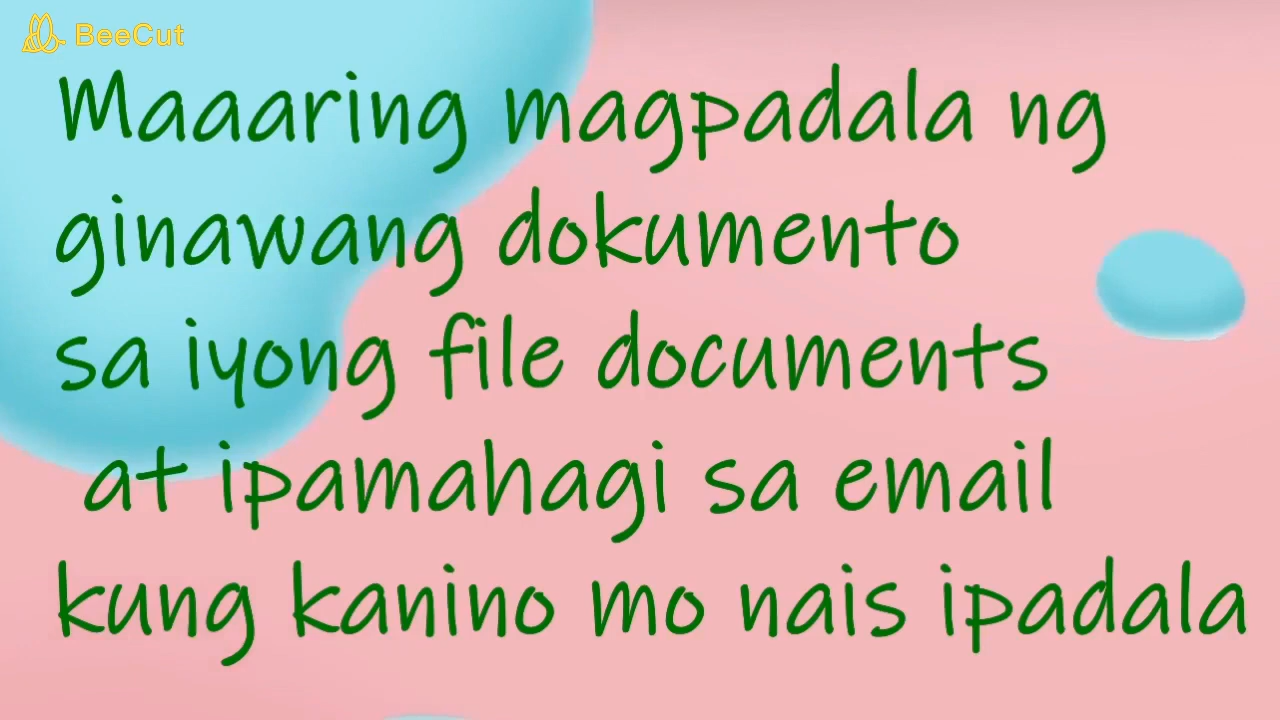 BeeCut
Maaaring magpadala ng
ginawang dokumento
sa iyong file documents
at ipamahagi sa email
kung kanino mo nais ipadala